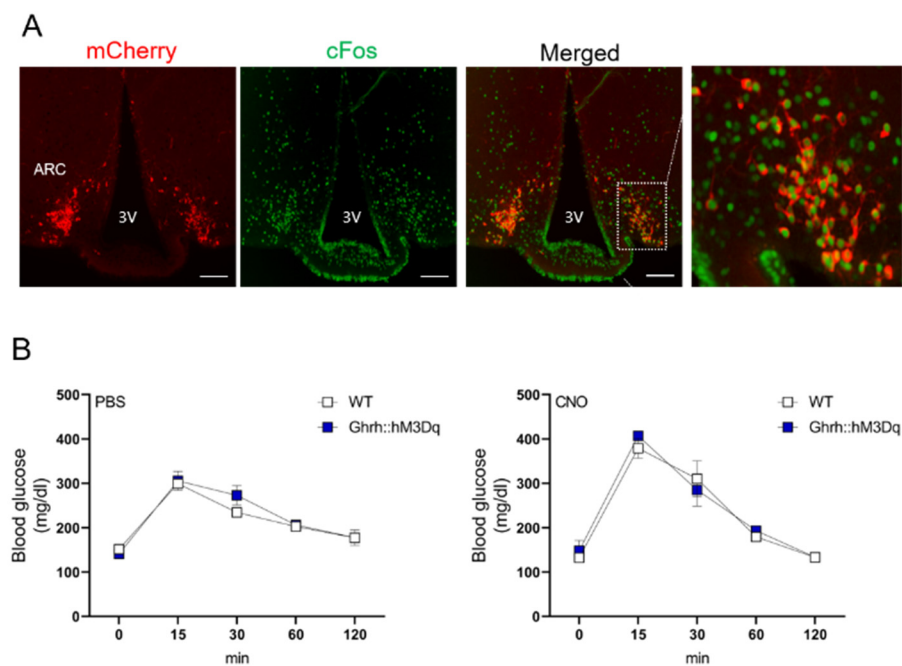 A
mCherry
cFos
Merged
ARC
3V
3V
3V
B
PBS
WT
Ghrh::hM3Dq
Blood glucose
(mg/dl)
500
400
300
200
100
0
0 15 30 60 120
min
CNO
WT
Ghrh::hM3Dq
Blood glucose
(mg/dl)
500
400
300
200
100
0
0 15 30 60 120
min